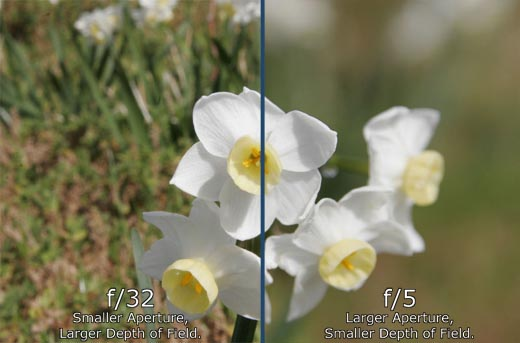 f/32
Smaller Aperture,
Larger Depth of Field.
f/5
Larger Aperture,
Smaller Depth of Field.